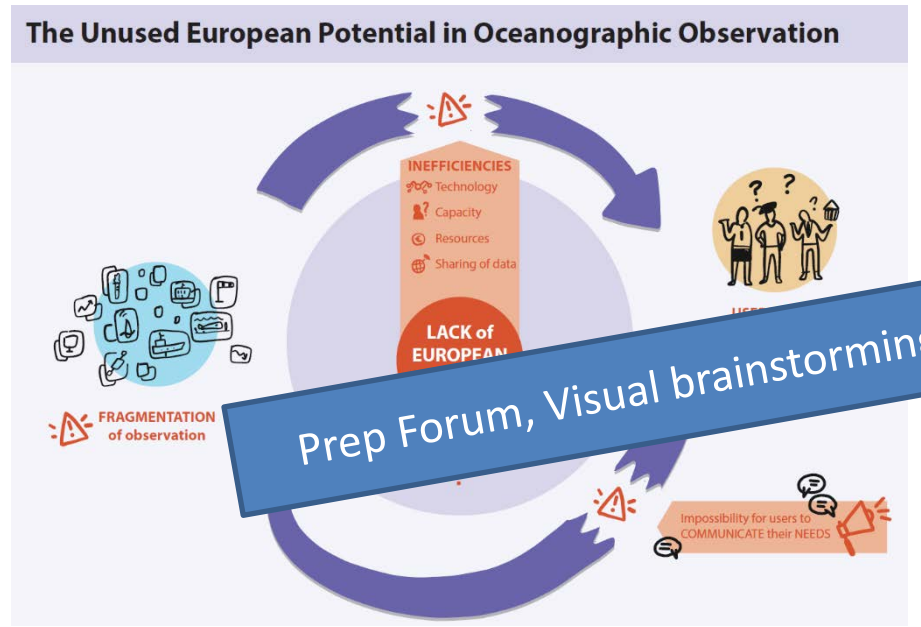 The Unused European Potential in Oceanographic Observation
INEFFICIENCIES
Technology
Capacity
Resources
Sharing of data
LACK of
EUROPEAN
FRAGMENTATION
of observation
Prep Forum, Visual brainstorming
Impossibility for users to
COMMUNICATE their NEEDS